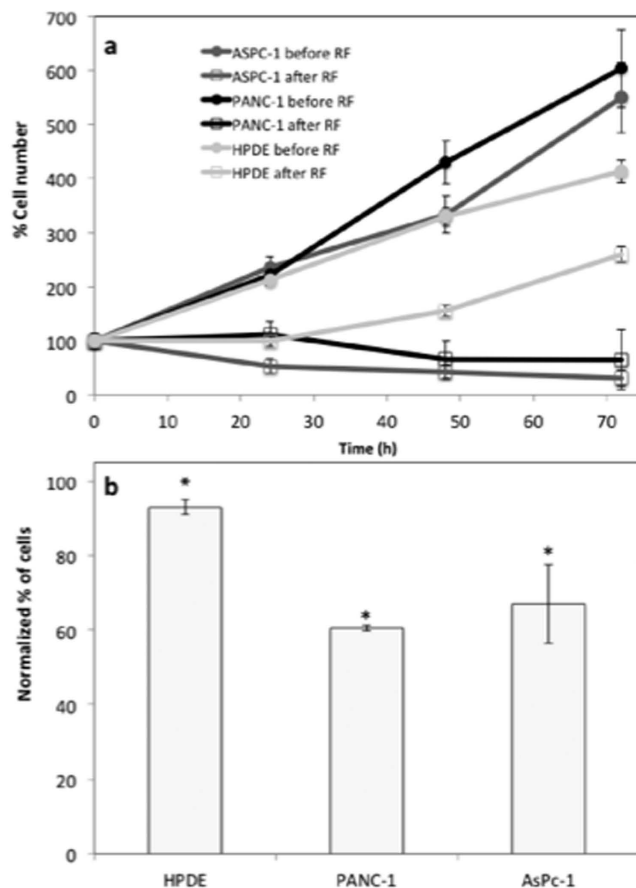 700
a
ASPC-1 before RF
600
ASPC-1 after RF
PANC-1 before RF
500
PANC-1 after RF
HPDE before RF
400
HPDE after RF
% Cell number
300
200
100
0
0 10 20 30 40 50 60 70
Time (h)
b
100
*
*
*
80
60
40
20
0
Normalized % of cells
HPDE PANC-1 AsPc-1